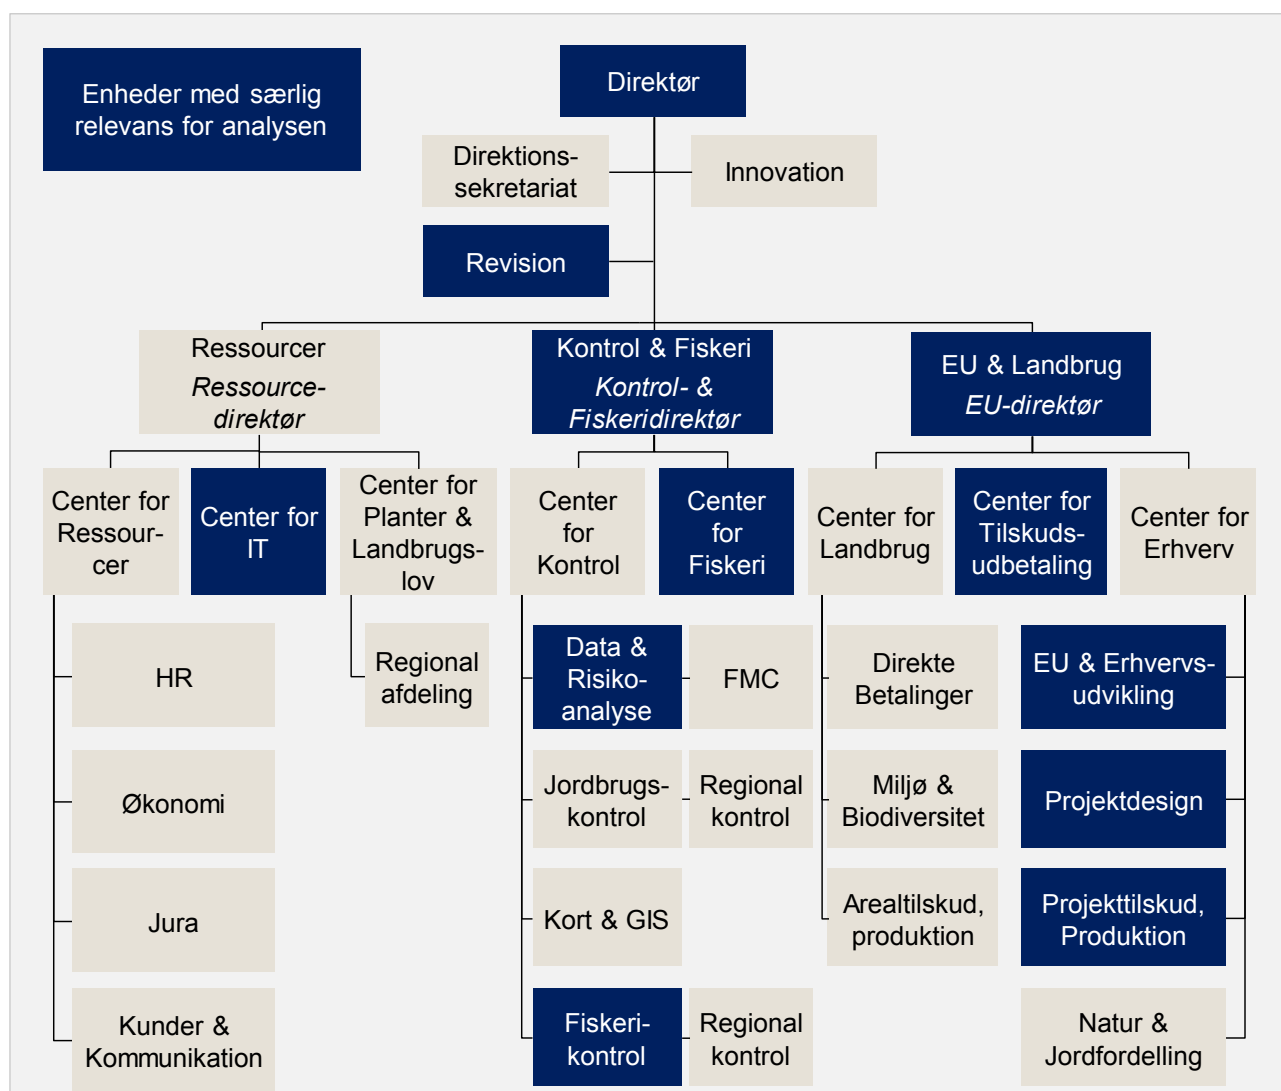 Enheder med særlig
relevans for analysen
Direktør
Direktions-
sekretariat
Innovation
Revision
Ressourcer
Ressource-
direktør
Kontrol & Fiskeri
Kontrol- &
Fiskeridirektør
EU & Landbrug
EU-direktør
Center for
Ressour-
cer
Center for
IT
Center for
Planter &
Landbrugs-
lov
Center
for
Kontrol
Center
for
Fiskeri
Center for
Landbrug
Center for
Tilskuds-
udbetaling
Center for
Erhverv
HR
Regional
afdeling
Data &
Risiko-
analyse
FMC
Direkte
Betalinger
EU & Erhvervs-
udvikling
Økonomi
Jordbrugs-
kontrol
Regional
kontrol
Miljø &
Biodiversitet
Projektdesign
Jura
Kort & GIS
Arealtilskud,
produktion
Projekttilskud,
Produktion
Kunder &
Kommunikation
Fiskeri-
kontrol
Regional
kontrol
Natur &
Jordfordelling